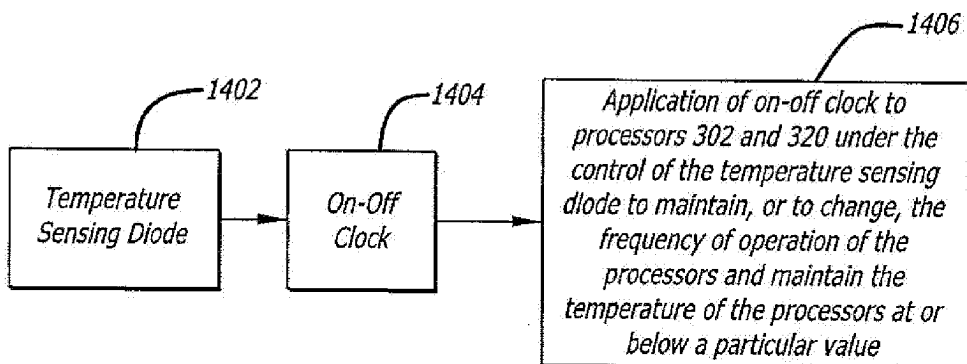 1402
Temperature
Sensing Diode
1404
On-Off
Clock
1406
Application of on-off clock to
processors 302 and 320 under the
control of the temperature sensing
diode to maintain, or to change, the
frequency of operation of the
processors and maintain the
temperature of the processors at or
below a particular value